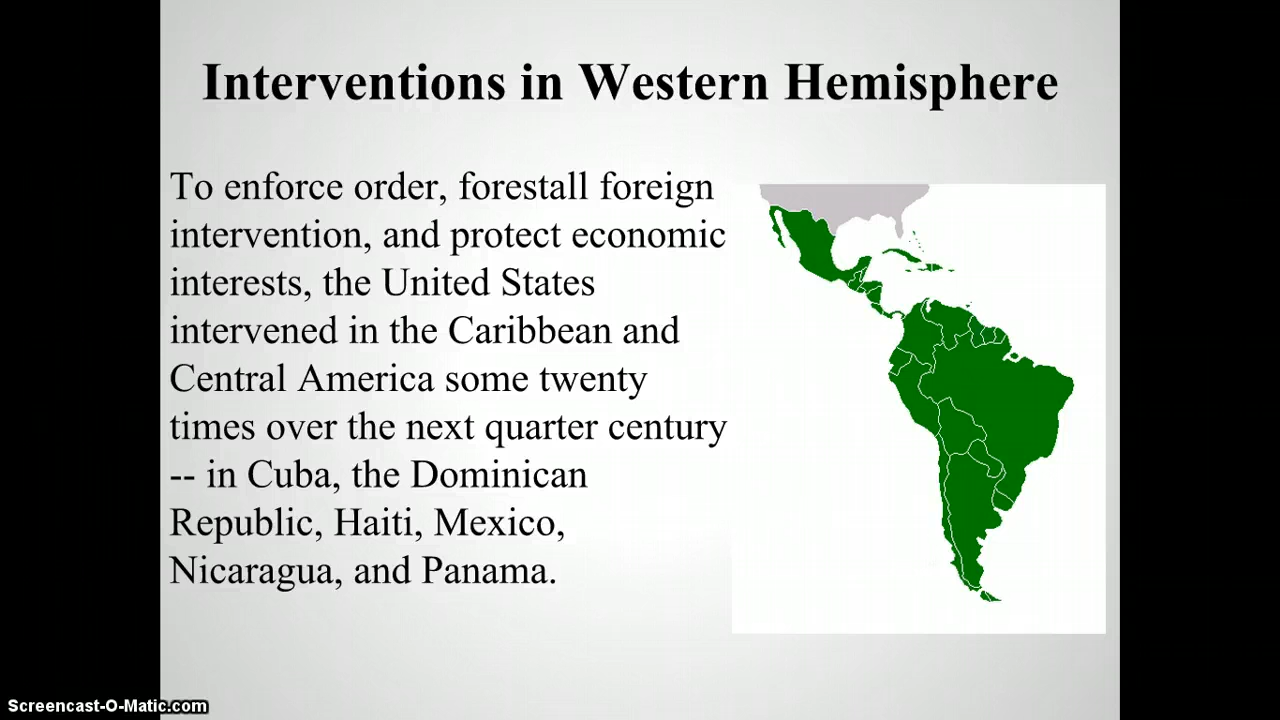 Interventions in Western Hemisphere
To enforce order, forestall foreign
intervention, and protect economic
interests, the United States
intervened in the Caribbean and
Central America some twenty
times over the next quarter century
-- in Cuba, the Dominican
Republic, Haiti, Mexico,
Nicaragua, and Panama.
Screencast-O-Matic.com